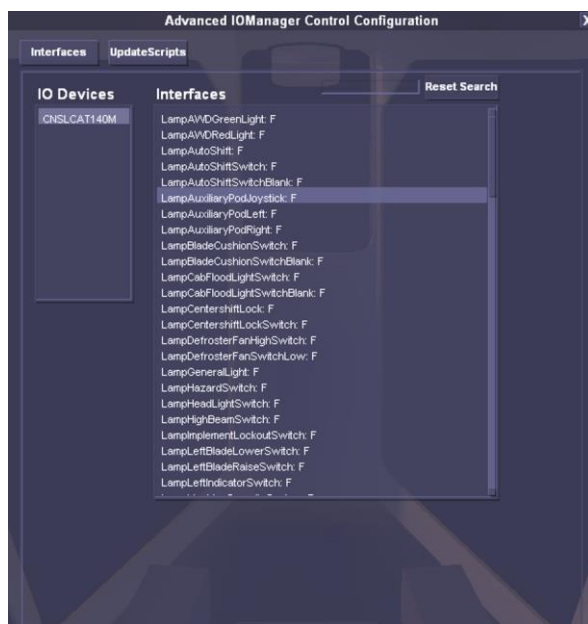 Advanced IOManager Control Configuration
X
Interfaces UpdateScripts
IO Devices
Interfaces
Reset Search
CNSLCAT140M
LampAWDGreenLight: F
LampAWDRedLight: F
LampAutoShift: F
LampAutoShiftSwitch: F
LampAutoShiftSwitchBlank: F
LampAuxiliaryPodJoystick: F
LampAuxiliaryPodLeft: F
LampAuxiliaryPodRight: F
LampBladeCushionSwitch: F
LampBladeCushionSwitchBlank: F
LampCabFloodLightSwitch: F
LampCabFloodLightSwitchBlank: F
LampCentershiftLock: F
LampCentershiftLockSwitch: F
LampDefrosterFanHighSwitch: F
LampDefrosterFanSwitchLow: F
LampGeneralLight: F
LampHazardSwitch: F
LampHeadLightSwitch: F
LampHighBeamSwitch: F
LampImplementLockoutSwitch: F
LampLeftBladeLowerSwitch: F
LampLeftBladeRaiseSwitch: F
LampLeftIndicatorSwitch: F